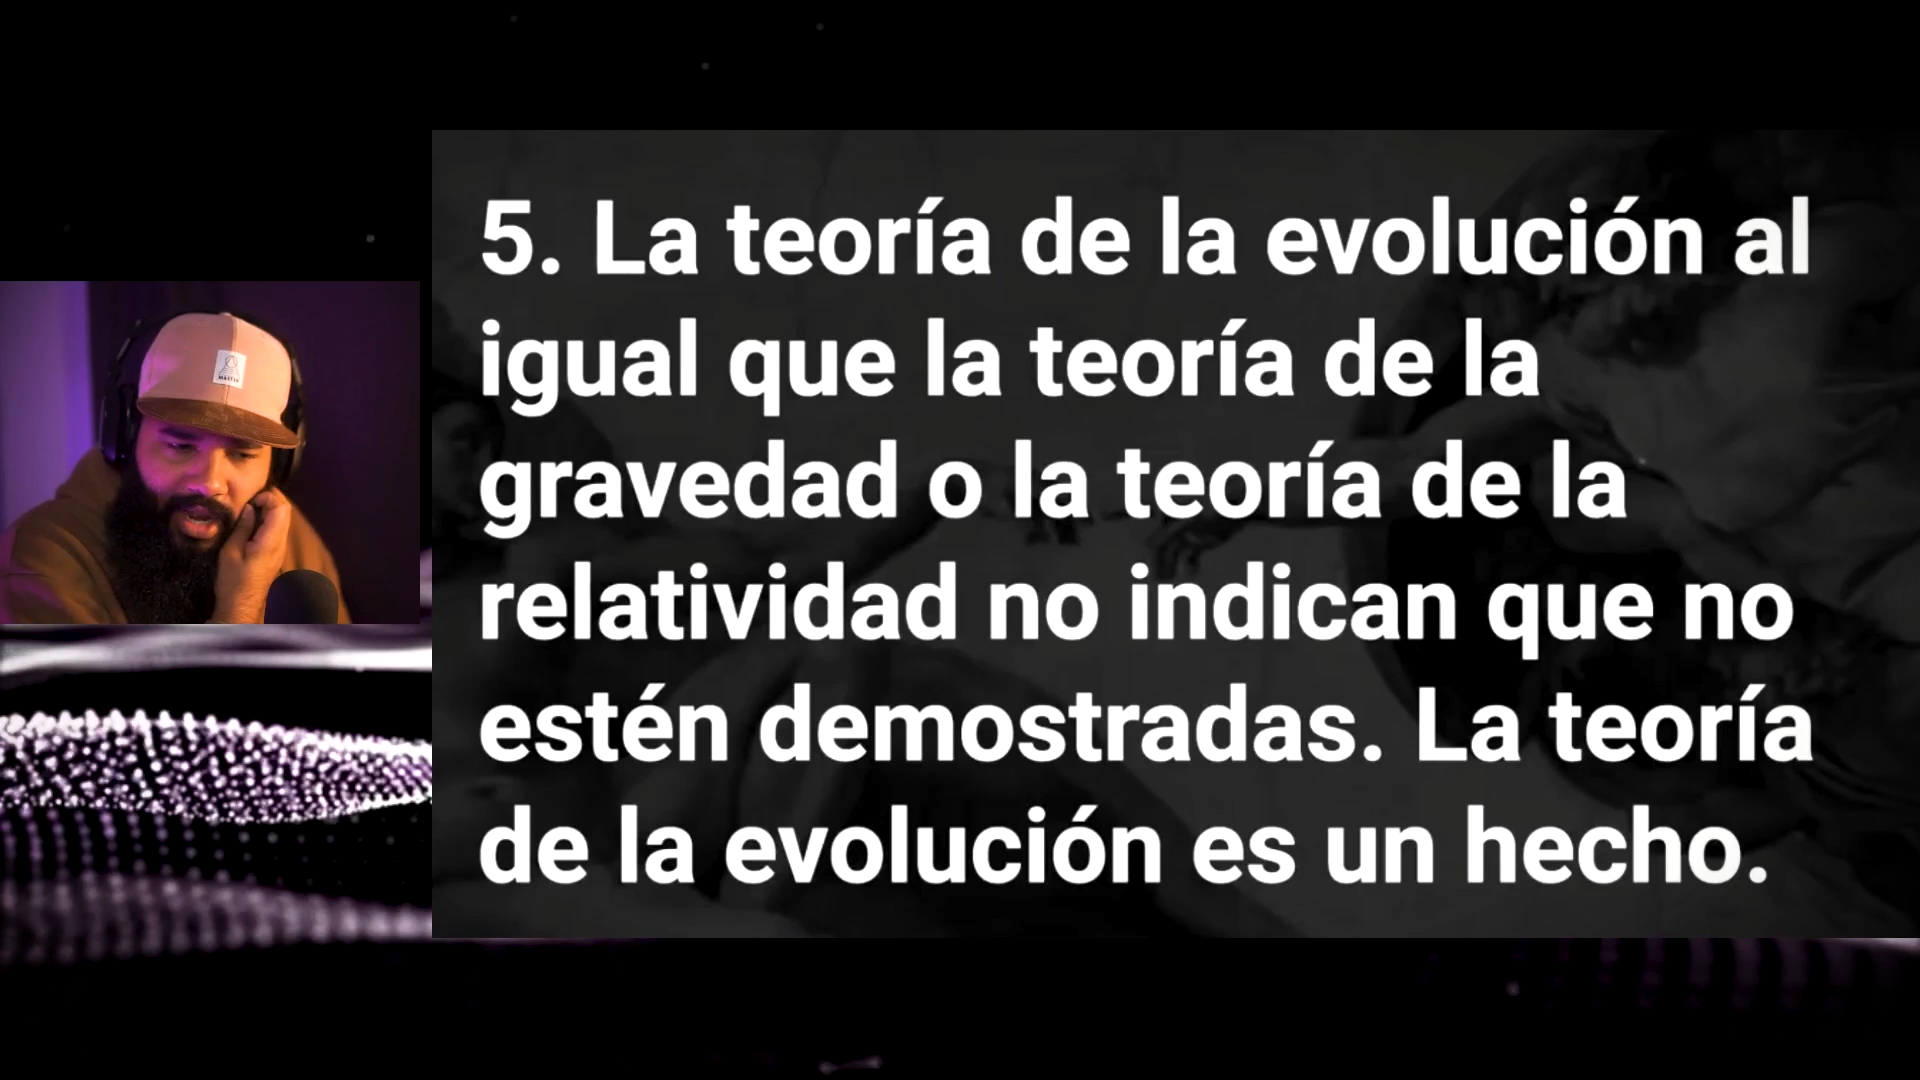 5. La teoría de la evolución al
igual que la teoría de la
gravedad o la teoría de la
relatividad no indican que no
estén demostradas. La teoría
de la evolución es un hecho.
MASTER